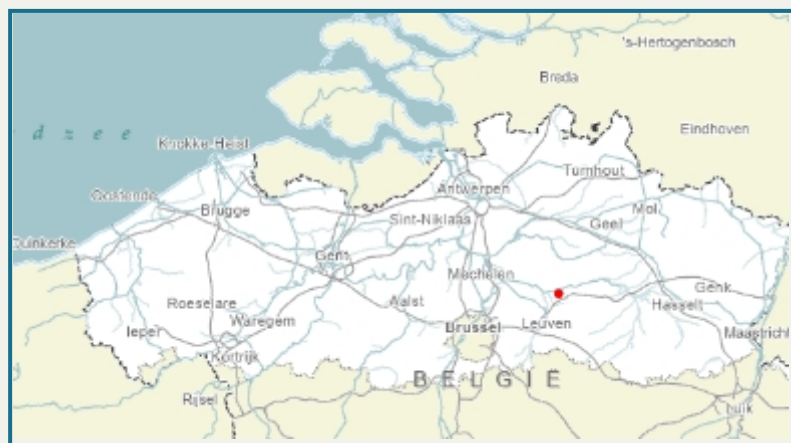 's-Hertogenbosch
Breda
d z e e
Eindhoven
Knokke-Heist
Turnhout
Antwerpen
Oostende
Mol
Brugge
Sint-Niklaas
Geel
Duinkerke
Gent
Mechelen
Genk
Roeselare
Aalst
Hasselt
Ieper
Waregem
Brussel
Leuven
Maastricht
Kortrijk
BELGIË
Rijsel
Luik